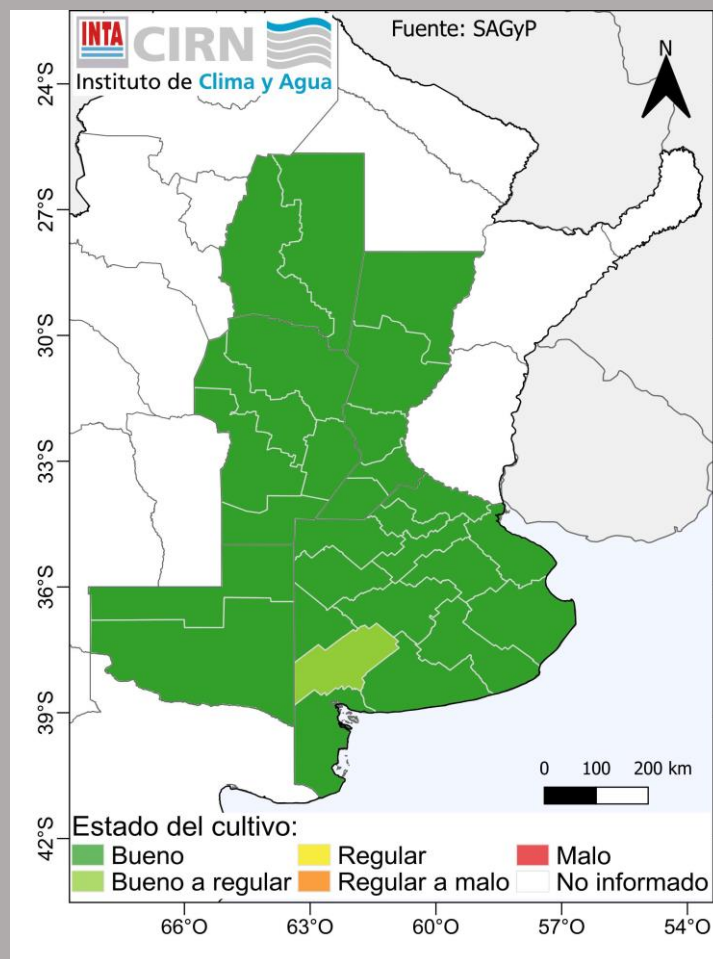 INTA CIRN
Instituto de Clima y Agua
Fuente: SAGyP
N
24°S
27°S
30°S
33°S
36°S
39°S
42°S
0 100 200 km
Estado del cultivo:
Bueno Regular Malo
Bueno a regular Regular a malo No informado
66°O 63°O 60°O 57°O 54°O